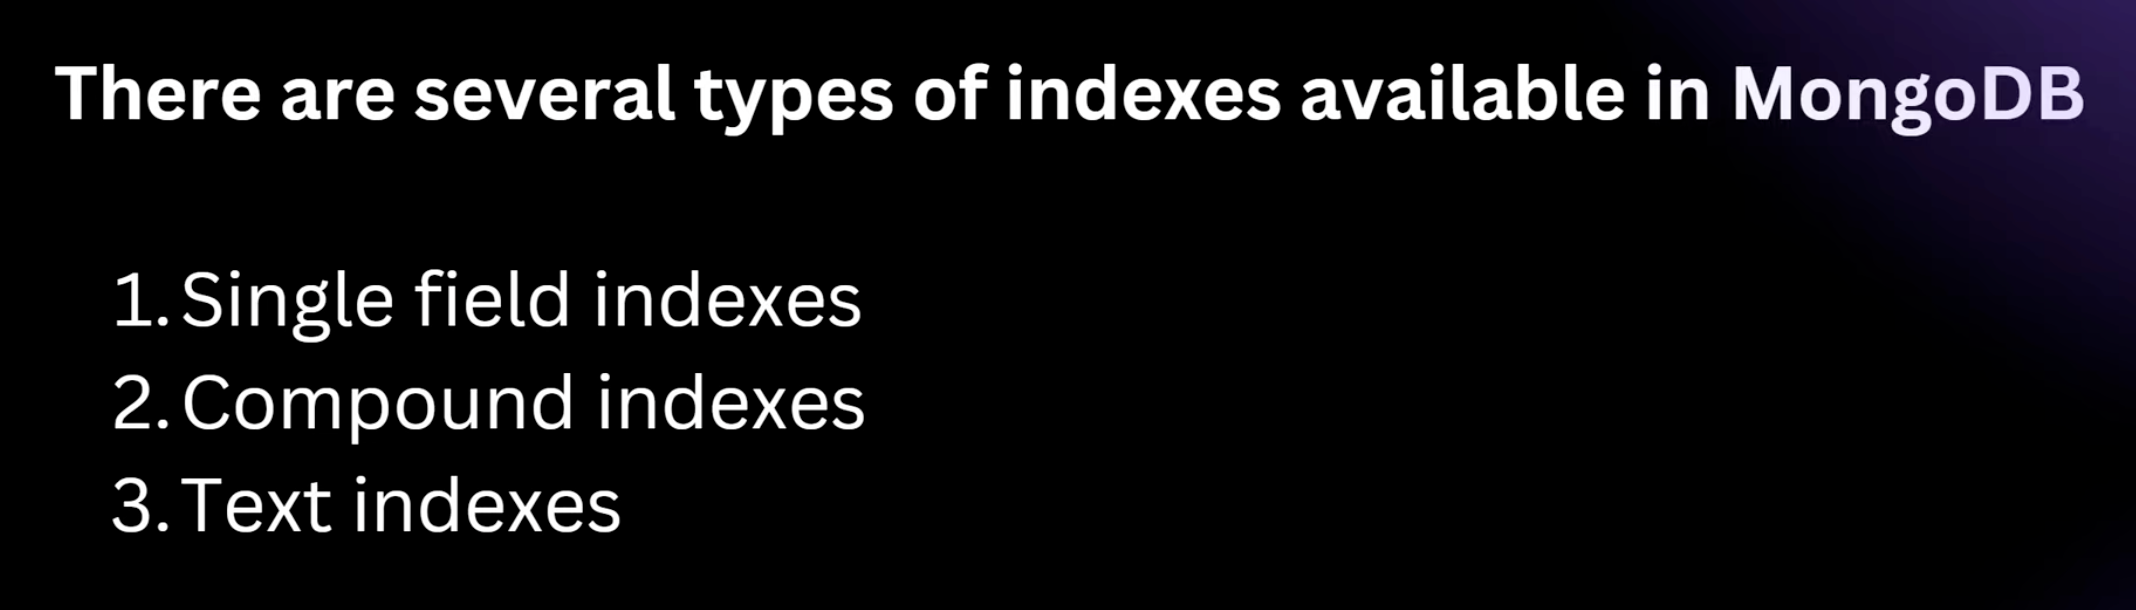 There are several types of indexes available in MongoDB
1. Single field indexes
2. Compound indexes
3. Text indexes